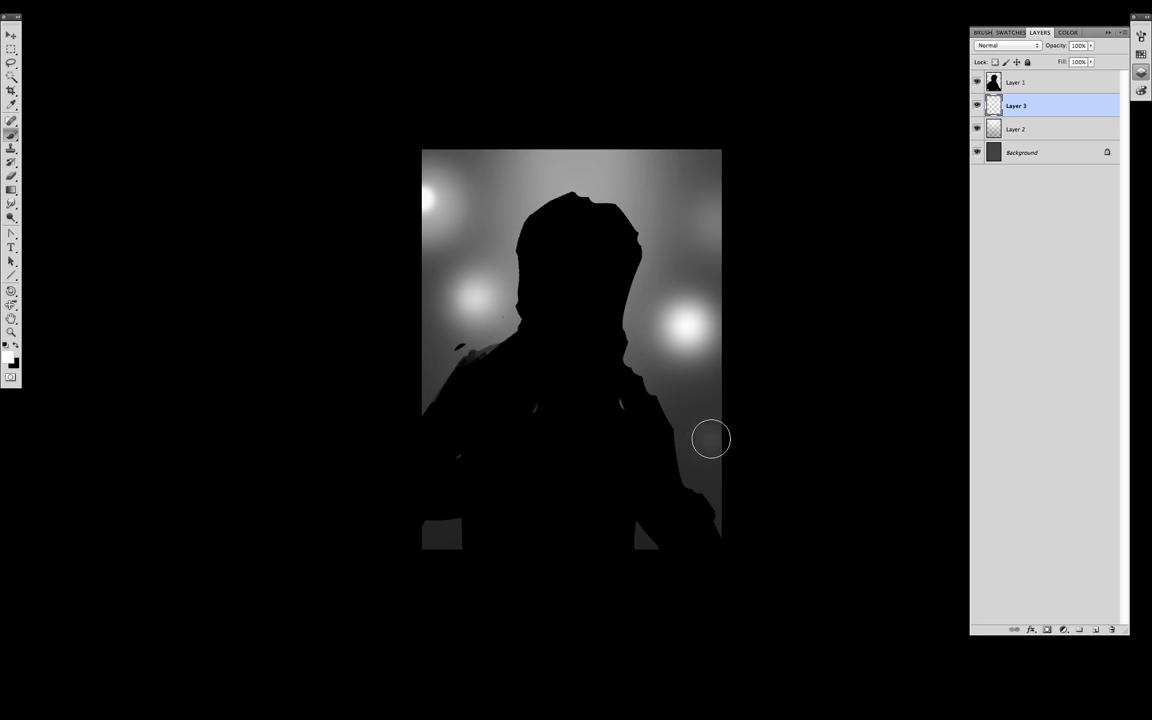 BRUSH SWATCHES LAYERS COLOR
Normal Opacity: 100%
Lock: Fill: 100%
Layer 1
Layer 3
Layer 2
Background
T